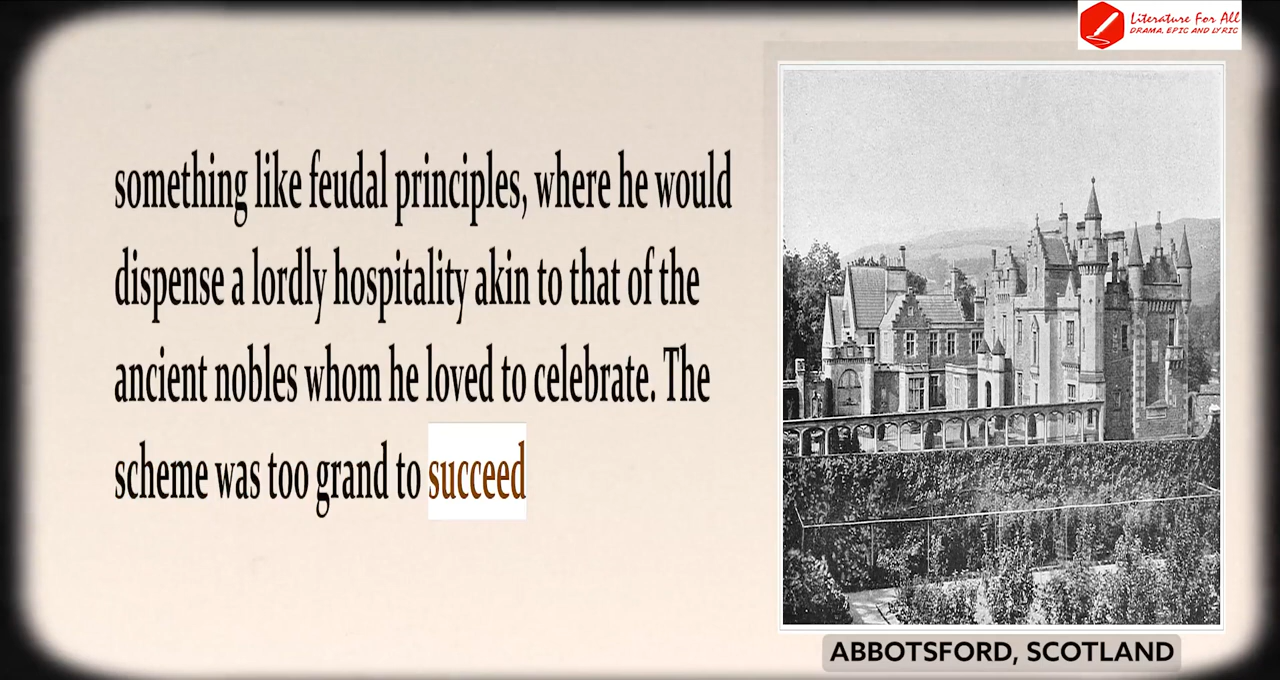 Literature For All
DRAMA, EPIC AND LYRIC
something like feudal principles, where he would
dispense a lordly hospitality akin to that of the
ancient nobles whom he loved to celebrate. The
scheme was too grand to succeed
ABBOTSFORD, SCOTLAND